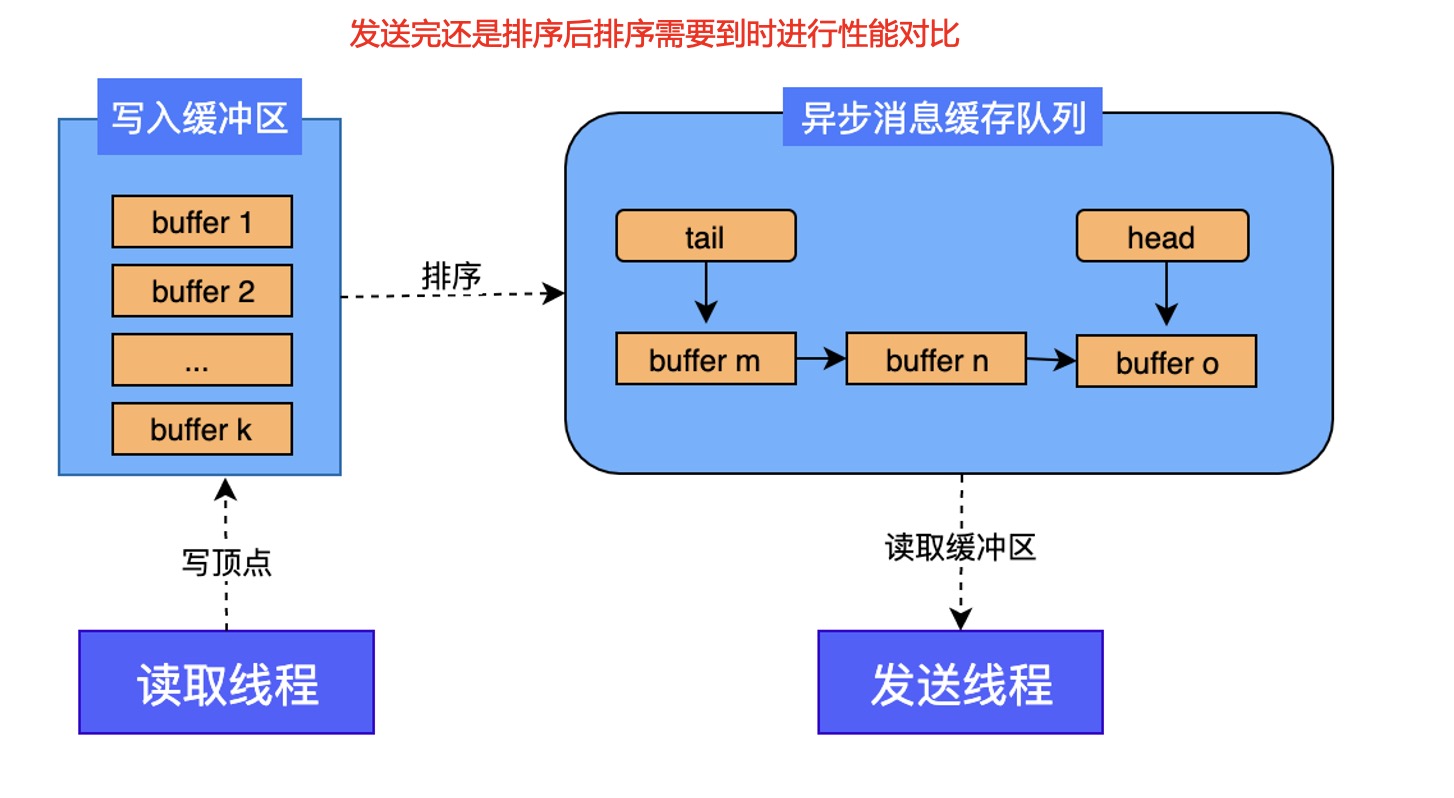 发送完还是排序后排序需要到时进行性能对比
写入缓冲区
异步消息缓存队列
buffer 1
buffer 2
...
buffer k
排序
tail
head
buffer m
buffer n
buffer o
写顶点
读取缓冲区
读取线程
发送线程